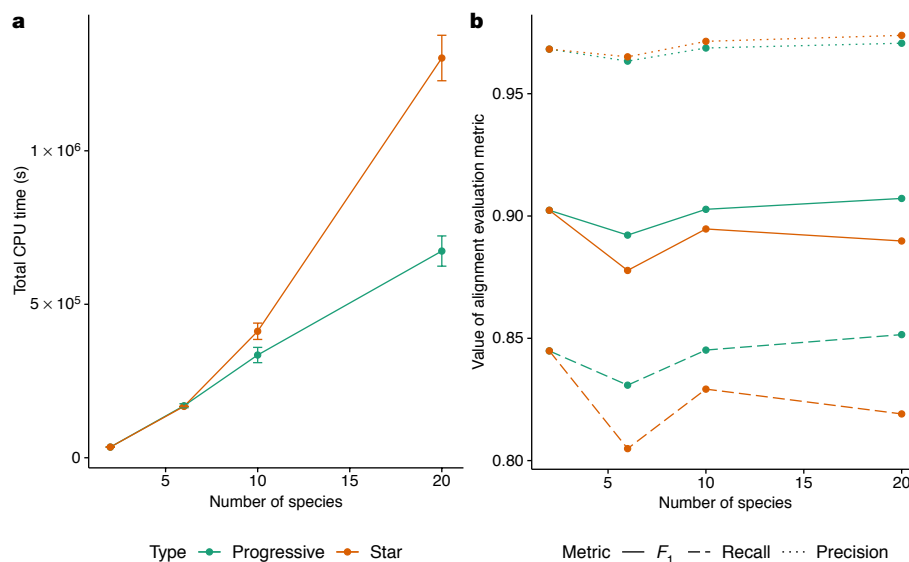 a
Total CPU time (s)
1 × 10⁶
5 × 10⁵
0
5
10
15
20
Number of species
b
Value of alignment evaluation metric
0.95
0.90
0.85
0.80
5
10
15
20
Number of species
Type Progressive Star
Metric F₁ Recall Precision